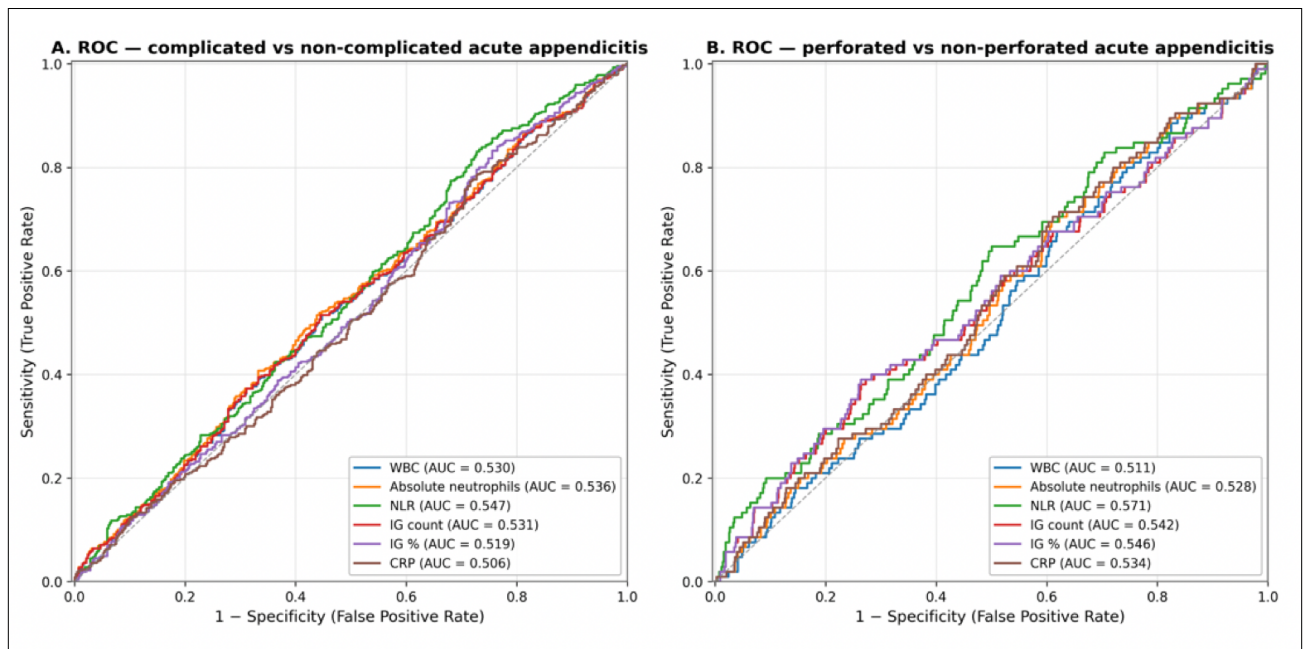 A. ROC — complicated vs non-complicated acute appendicitis
1.0
0.8
0.6
0.4
0.2
0.0
0.0 0.2 0.4 0.6 0.8 1.0
Sensitivity (True Positive Rate)
1 − Specificity (False Positive Rate)
WBC (AUC = 0.530)
Absolute neutrophils (AUC = 0.536)
NLR (AUC = 0.547)
IG count (AUC = 0.531)
IG % (AUC = 0.519)
CRP (AUC = 0.506)
B. ROC — perforated vs non-perforated acute appendicitis
1.0
0.8
0.6
0.4
0.2
0.0
0.0 0.2 0.4 0.6 0.8 1.0
Sensitivity (True Positive Rate)
1 − Specificity (False Positive Rate)
WBC (AUC = 0.511)
Absolute neutrophils (AUC = 0.528)
NLR (AUC = 0.571)
IG count (AUC = 0.542)
IG % (AUC = 0.546)
CRP (AUC = 0.534)